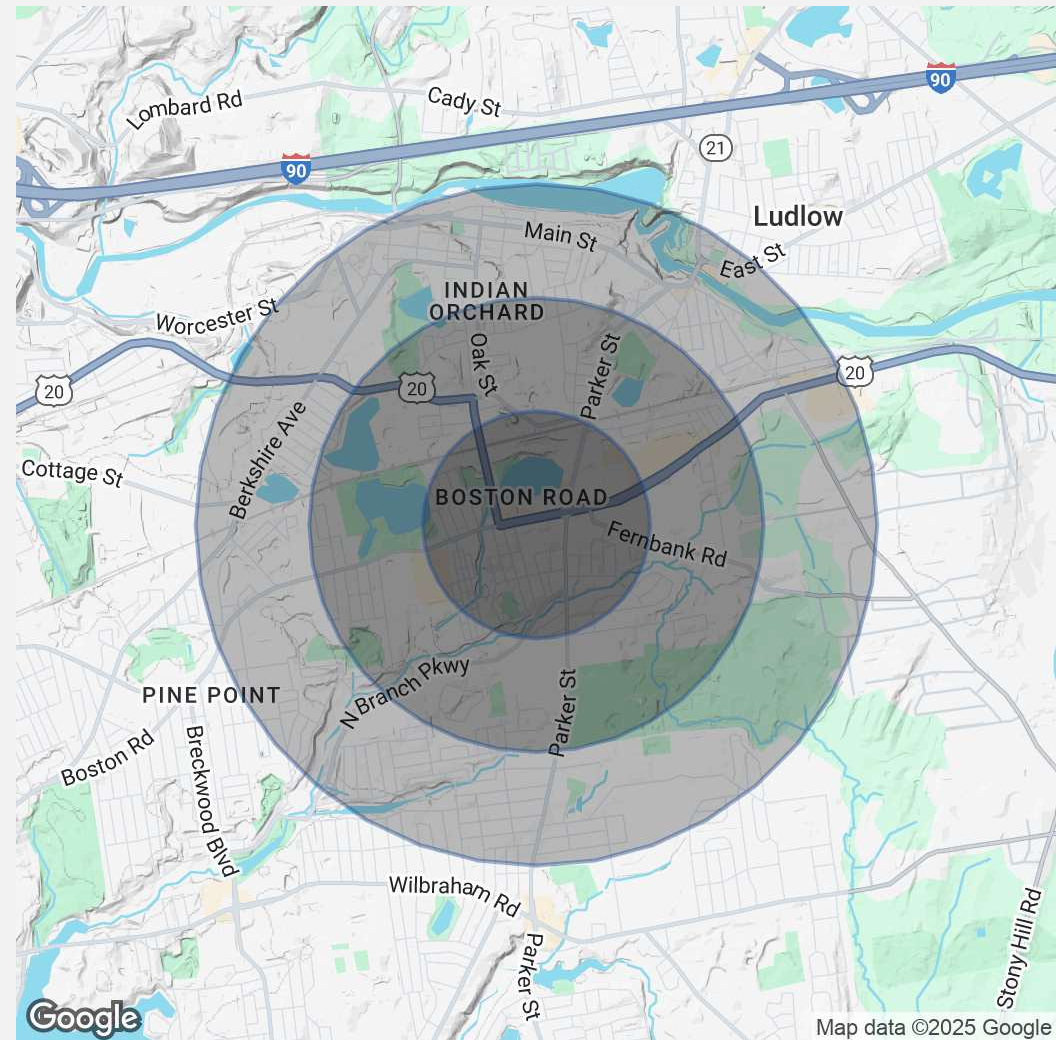 90
Lombard Rd
Cady St
21
90
Ludlow
Main St
East St
INDIAN
ORCHARD
Worcester St
Oak St
Parker St
20
20
20
Berkshire Ave
Cottage St
BOSTON ROAD
Fernbank Rd
N Branch Pkwy
Parker St
PINE POINT
Boston Rd
Breckwood Blvd
Wilbraham Rd
Parker St
Stony Hill Rd
Google
Map data ©2025 Google